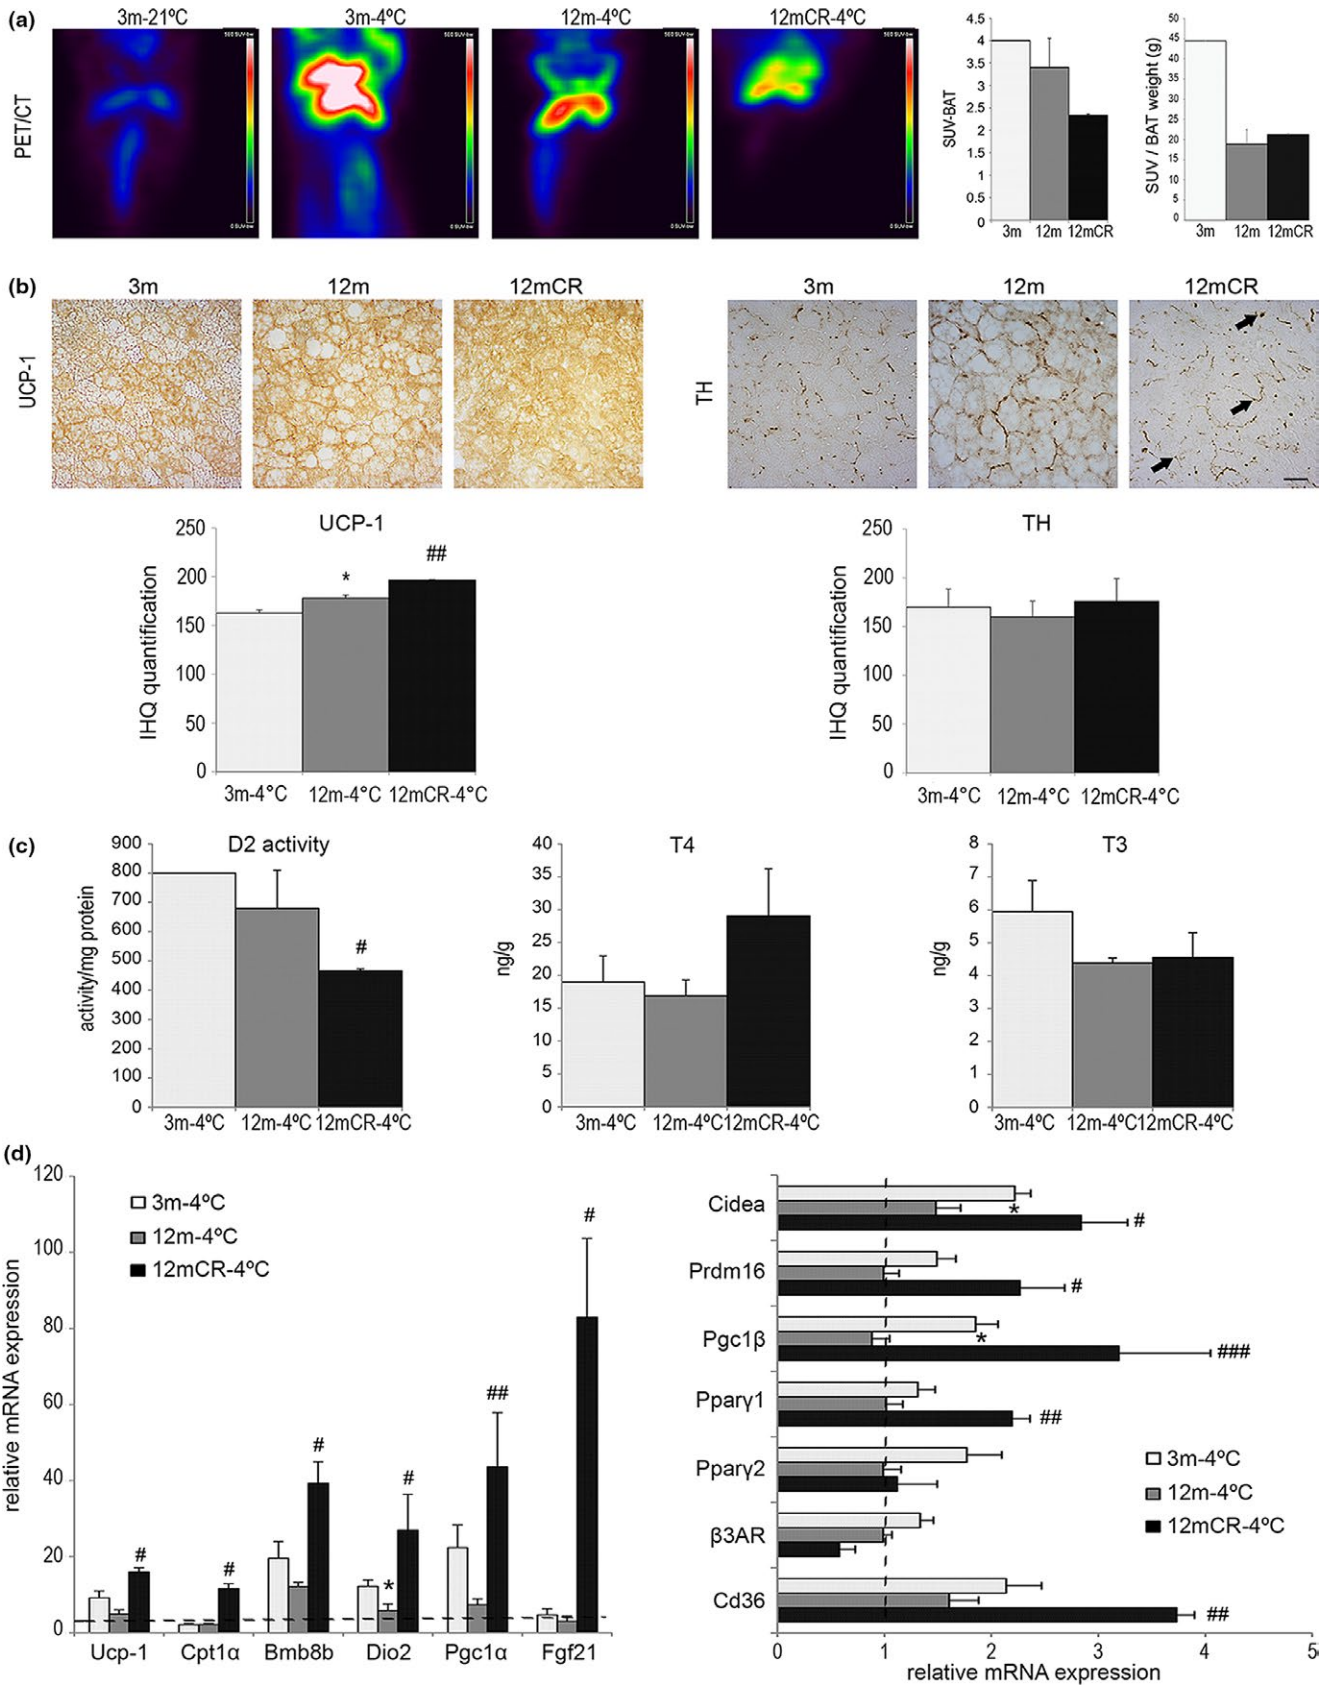 (a)
3m-21ºC 3m-4ºC 12m-4ºC 12mCR-4ºC
PET/CT
SUV-BAT
4.5
4
3.5
3
2.5
2
1.5
1
0.5
0
3m 12m 12mCR
SUV / BAT weight (g)
50
45
40
35
30
25
20
15
10
5
0
3m 12m 12mCR
(b)
3m 12m 12mCR
UCP-1
3m 12m 12mCR
TH
UCP-1
IHQ quantification
250
200
150
100
50
0
*
##
3m-4°C 12m-4°C 12mCR-4°C
TH
IHQ quantification
250
200
150
100
50
0
3m-4°C 12m-4°C 12mCR-4°C
(c)
D2 activity
activity/mg protein
900
800
700
600
500
400
300
200
100
0
#
3m-4ºC 12m-4ºC 12mCR-4ºC
T4
ng/g
40
35
30
25
20
15
10
5
0
3m-4ºC 12m-4ºC 12mCR-4ºC
T3
ng/g
8
7
6
5
4
3
2
1
0
3m-4ºC 12m-4ºC 12mCR-4ºC
(d)
relative mRNA expression
120
100
80
60
40
20
0
3m-4ºC
12m-4ºC
12mCR-4ºC
# # # # * ## #
Ucp-1 Cpt1α Bmb8b Dio2 Pgc1α Fgf21
Cidea * #
Prdm16 #
Pgc1β * ###
Pparγ1 ##
Pparγ2
β3AR
Cd36 ##
3m-4ºC
12m-4ºC
12mCR-4ºC
0 1 2 3 4 5
relative mRNA expression